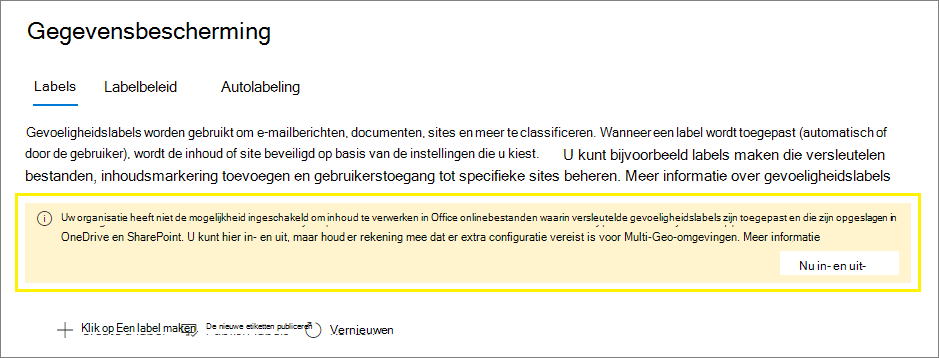 Gegevensbescherming
Labels Labelbeleid Autolabeling
Gevoeligheidslabels worden gebruikt om e-mailberichten, documenten, sites en meer te classificeren. Wanneer een label wordt toegepast (automatisch of
door de gebruiker), wordt de inhoud of site beveiligd op basis van de instellingen die u kiest. U kunt bijvoorbeeld labels maken die versleutelen
bestanden, inhoudsmarkering toevoegen en gebruikerstoegang tot specifieke sites beheren. Meer informatie over gevoeligheidslabels
Uw organisatie heeft niet de mogelijkheid ingeschakeld om inhoud te verwerken in Office onlinebestanden waarin versleutelde gevoeligheidslabels zijn toegepast en die zijn opgeslagen in
OneDrive en SharePoint. U kunt hier in- en uit, maar houd er rekening mee dat er extra configuratie vereist is voor Multi-Geo-omgevingen. Meer informatie
Nu in- en uit-
Klik op Een label maken De nieuwe etiketten publiceren Vernieuwen